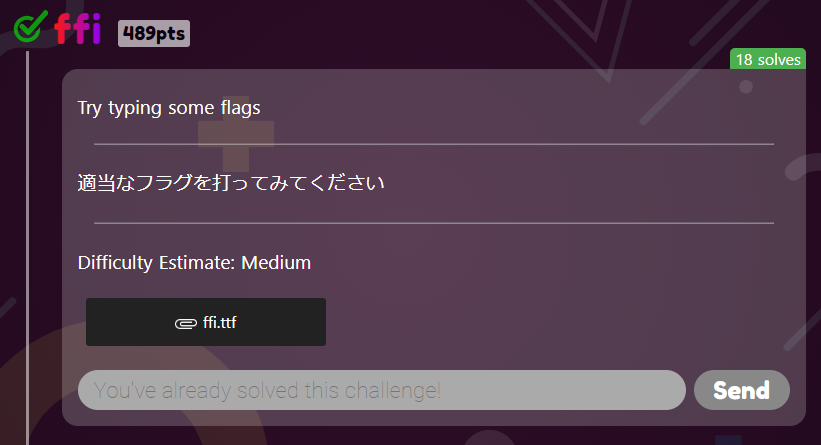 ffi 489pts
18 solves
Try typing some flags
適当なフラグを打ってみてください
Difficulty Estimate: Medium
ffi.ttf
You've already solved this challenge! Send